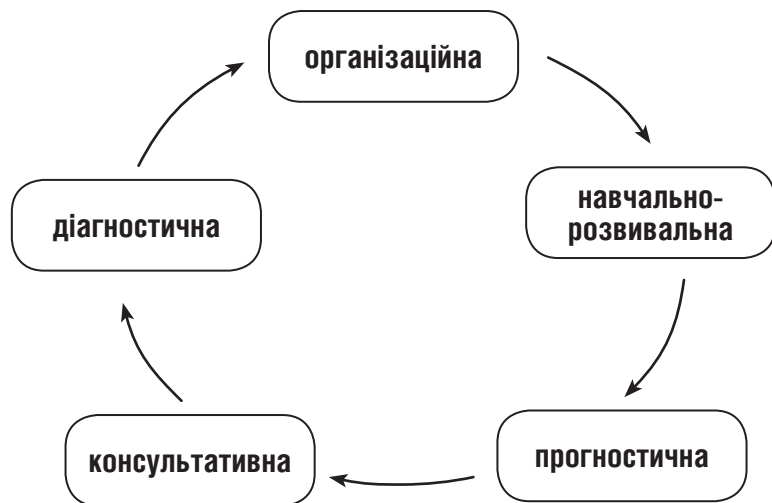 організаційна
навчально-
розвивальна
прогностична
консультативна
діагностична